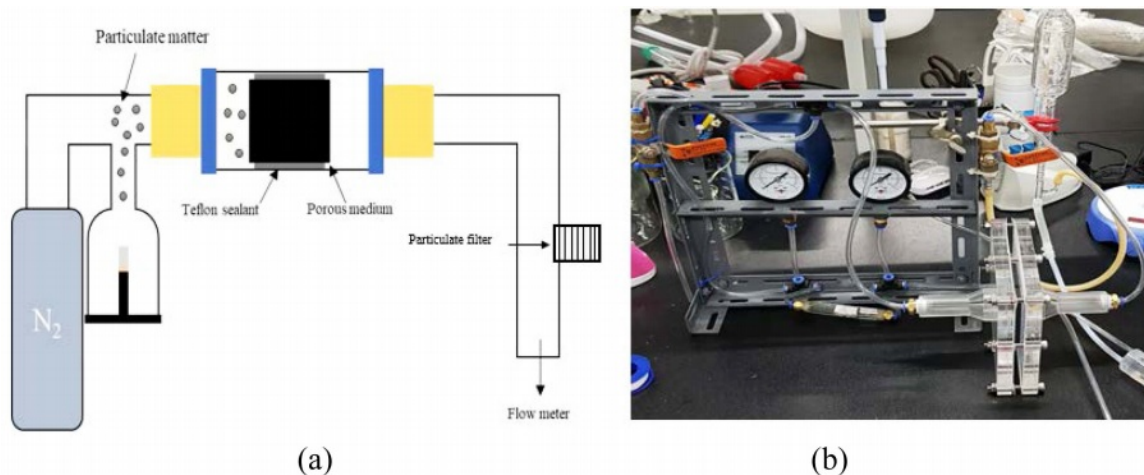 Particulate matter
Teflon sealant
Porous medium
Particulate filter
N₂
Flow meter
(a)
(b)